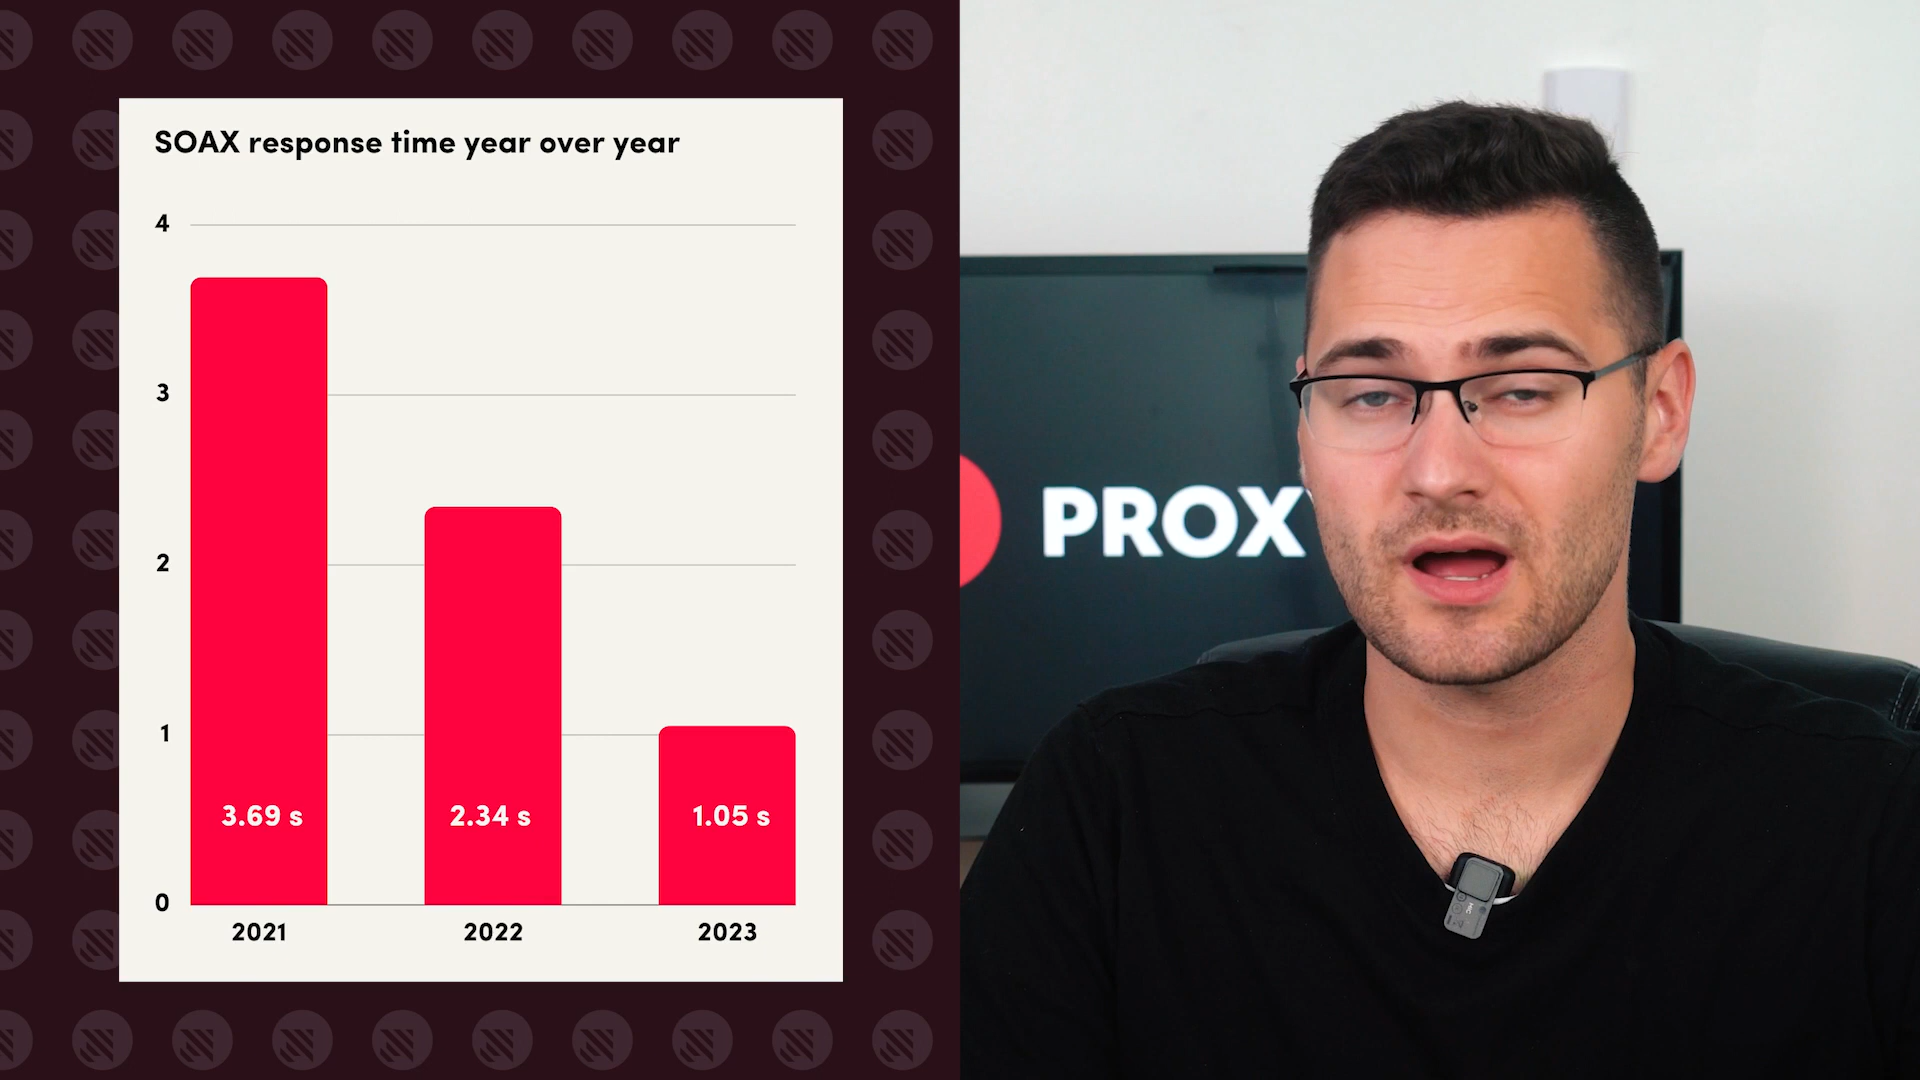 SOAX response time year over year
4
3
2
1
0
3.69 s
2.34 s
1.05 s
2021
2022
2023
PROX